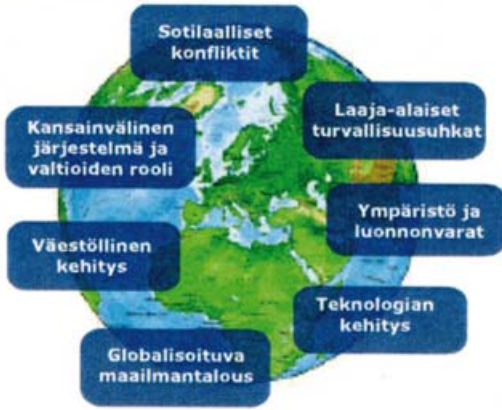 Sotilaalliset
konfliktit
Laaja-alaiset
turvallisuusuhkat
Kansainvälinen
järjestelmä ja
valtioiden rooli
Ympäristö ja
luonnonvarat
Väestöllinen
kehitys
Teknologian
kehitys
Globalisoituva
maailmantalous